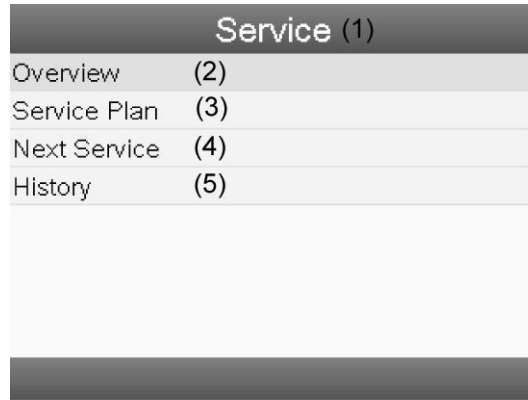 Service (1)
Overview (2)
Service Plan (3)
Next Service (4)
History (5)